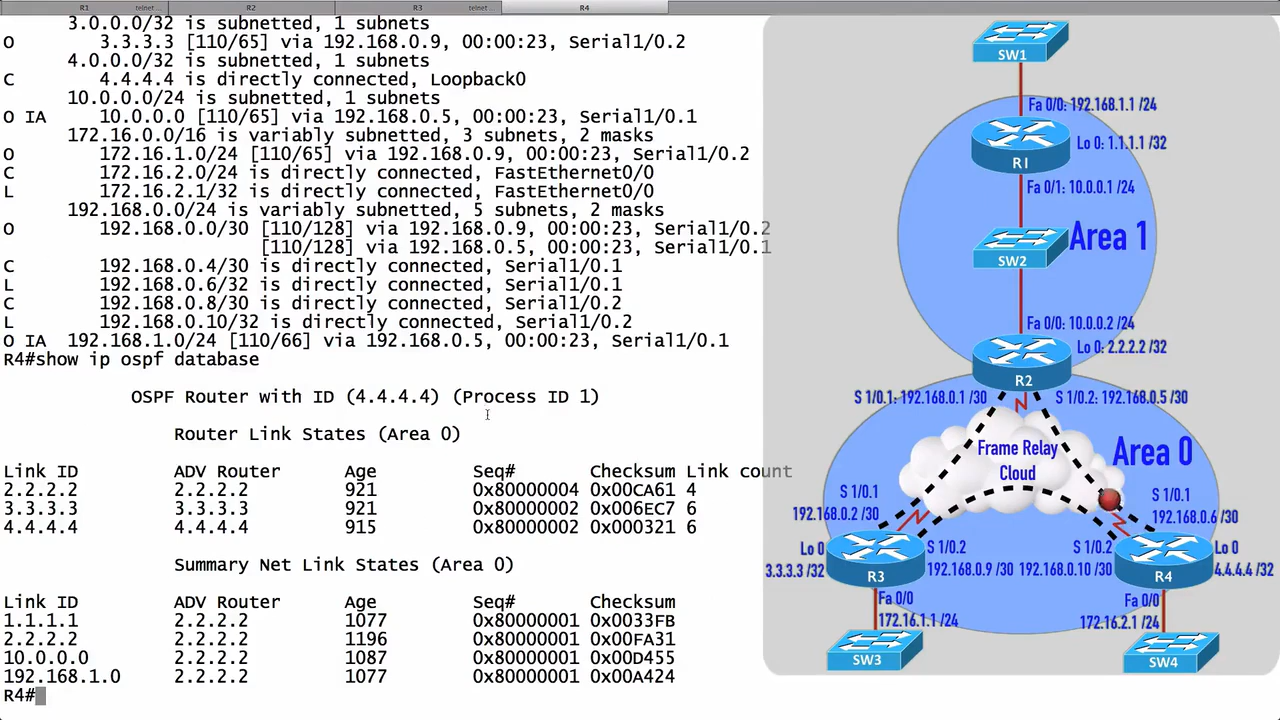 R1 telnet ...
R2
R3 telnet ...
R4
3.0.0.0/32 is subnetted, 1 subnets
O 3.3.3.3 [110/65] via 192.168.0.9, 00:00:23, Serial1/0.2
4.0.0.0/32 is subnetted, 1 subnets
C 4.4.4.4 is directly connected, Loopback0
10.0.0.0/24 is subnetted, 1 subnets
O IA 10.0.0.0 [110/65] via 192.168.0.5, 00:00:23, Serial1/0.1
172.16.0.0/16 is variably subnetted, 3 subnets, 2 masks
O 172.16.1.0/24 [110/65] via 192.168.0.9, 00:00:23, Serial1/0.2
C 172.16.2.0/24 is directly connected, FastEthernet0/0
L 172.16.2.1/32 is directly connected, FastEthernet0/0
192.168.0.0/24 is variably subnetted, 5 subnets, 2 masks
O 192.168.0.0/30 [110/128] via 192.168.0.9, 00:00:23, Serial1/0.2
[110/128] via 192.168.0.5, 00:00:23, Serial1/0.1
C 192.168.0.4/30 is directly connected, Serial1/0.1
L 192.168.0.6/32 is directly connected, Serial1/0.1
C 192.168.0.8/30 is directly connected, Serial1/0.2
L 192.168.0.10/32 is directly connected, Serial1/0.2
O IA 192.168.1.0/24 [110/66] via 192.168.0.5, 00:00:23, Serial1/0.1
R4#show ip ospf database
OSPF Router with ID (4.4.4.4) (Process ID 1)
Router Link States (Area 0)
Link ID ADV Router Age Seq# Checksum Link count
2.2.2.2 2.2.2.2 921 0x80000004 0x00CA61 4
3.3.3.3 3.3.3.3 921 0x80000002 0x006EC7 6
4.4.4.4 4.4.4.4 915 0x80000002 0x000321 6
Summary Net Link States (Area 0)
Link ID ADV Router Age Seq# Checksum
1.1.1.1 2.2.2.2 1077 0x80000001 0x0033FB
2.2.2.2 2.2.2.2 1196 0x80000001 0x00FA31
10.0.0.0 2.2.2.2 1087 0x80000001 0x00D455
192.168.1.0 2.2.2.2 1077 0x80000001 0x00A424
R4#
SW1
Fa 0/0: 192.168.1.1 /24
Lo 0: 1.1.1.1 /32
R1
Fa 0/1: 10.0.0.1 /24
Area 1
SW2
Fa 0/0: 10.0.0.2 /24
Lo 0: 2.2.2.2 /32
R2
S 1/0.1: 192.168.0.1 /30
S 1/0.2: 192.168.0.5 /30
Frame Relay
Cloud
Area 0
S 1/0.1
192.168.0.2 /30
S 1/0.1
192.168.0.6 /30
Lo 0
3.3.3.3 /32
R3
S 1/0.2
192.168.0.9 /30
S 1/0.2
192.168.0.10 /30
R4
Lo 0
4.4.4.4 /32
Fa 0/0
172.16.1.1 /24
Fa 0/0
172.16.2.1 /24
SW3
SW4